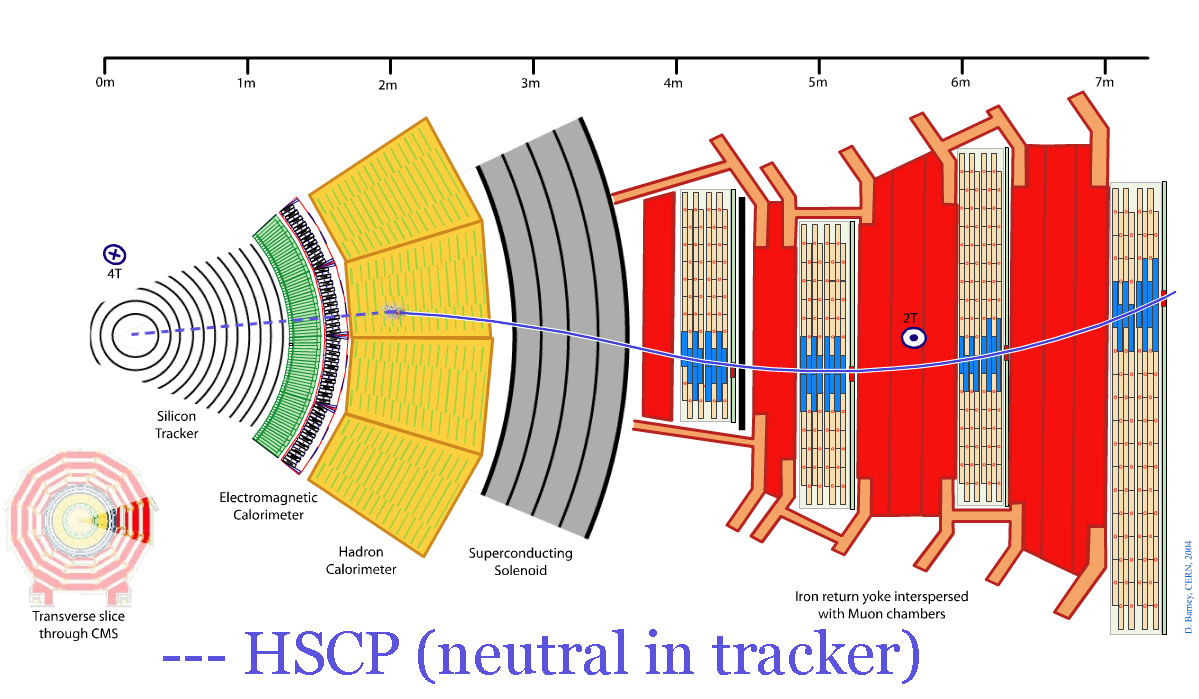 0m 1m 2m 3m 4m 5m 6m 7m
4T
2T
Silicon
Tracker
Electromagnetic
Calorimeter
Hadron
Calorimeter
Superconducting
Solenoid
Iron return yoke interspersed
with Muon chambers
Transverse slice
through CMS
D. Barney, CERN, 2004
--- HSCP (neutral in tracker)